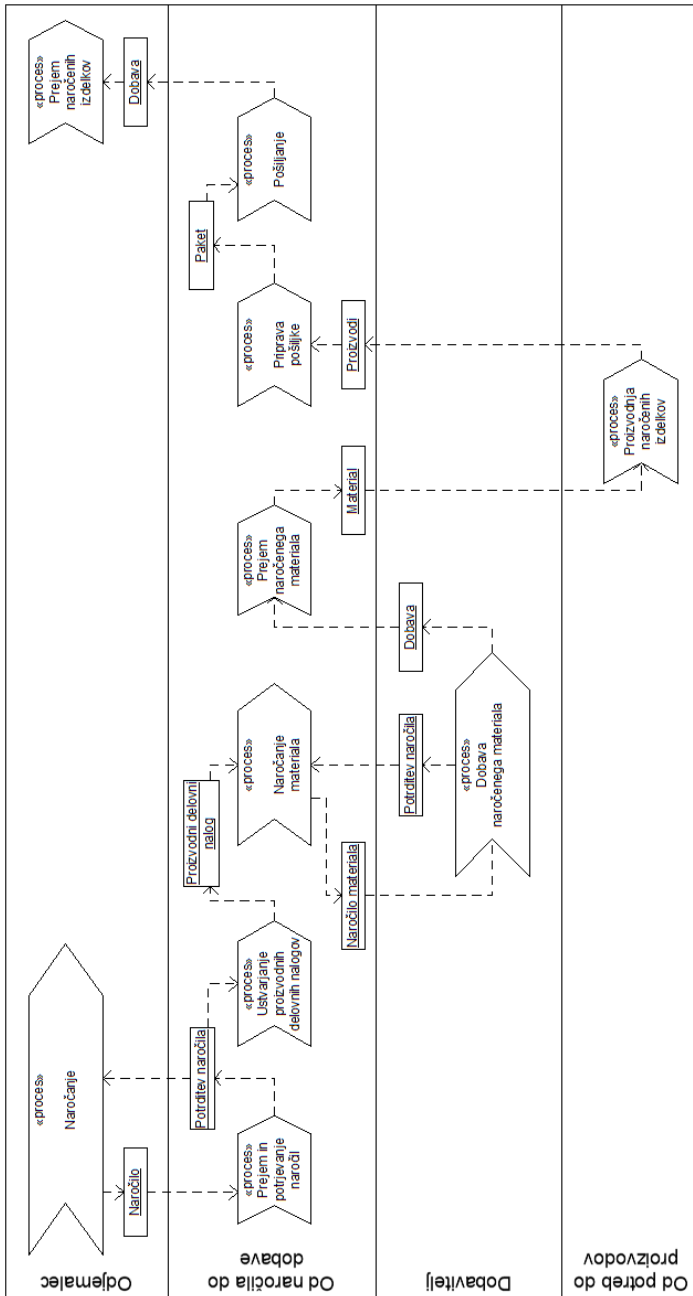 Odjemalec
«proces»
Naročanje
Naročilo
«proces»
Prejem
naročenih
izdelkov
Dobava
Od naročila do
dobave
«proces»
Prejem in
potrjevanje
naročil
Potrditev naročila
«proces»
Ustvarjanje
proizvodnih
delovnih nalogov
Proizvodni delovni
nalog
«proces»
Naročanje
materiala
Naročilo materiala
«proces»
Prejem
naročenega
materiala
Material
«proces»
Priprava
pošiljke
Proizvodi
Paket
«proces»
Pošiljanje
Dobavitelj
Potrditev naročila
«proces»
Dobava
naročenega materiala
Dobava
Od potreb do
proizvodov
«proces»
Proizvodnja
naročenih
izdelkov